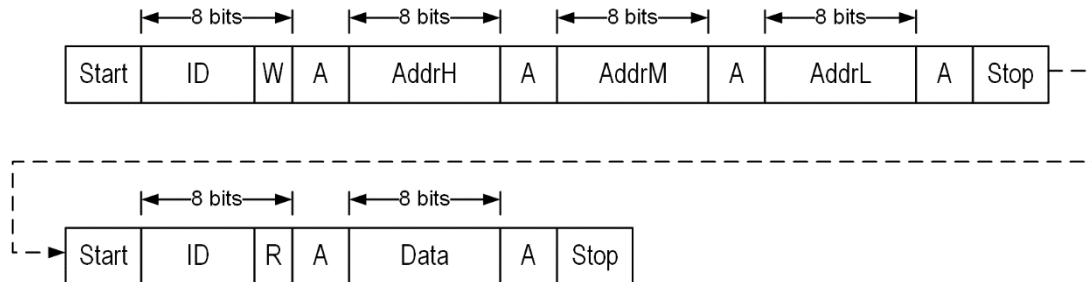 8 bits 8 bits 8 bits 8 bits
Start ID W A AddrH A AddrM A AddrL A Stop
8 bits 8 bits
Start ID R A Data A Stop